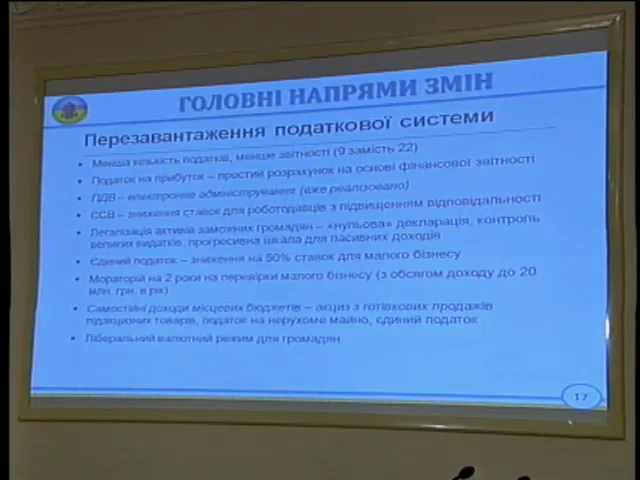 ГОЛОВНІ НАПРЯМИ ЗМІН
Перезавантаження податкової системи
• Менша кількість податків, менше звітності (9 замість 22)
• Податок на прибуток – простий розрахунок на основі фінансової звітності
• ПДВ – електронне адміністрування (вже реалізовано)
• ЄСВ – зниження ставок для роботодавців з підвищенням відповідальності
• Легалізація активів заможних громадян – «нульова» декларація, контроль
великих видатків, прогресивна шкала для пасивних доходів
• Єдиний податок – зниження на 50% ставок для малого бізнесу
• Мораторій на 2 роки на перевірки малого бізнесу (з обсягом доходу до 20
млн. грн. в рік)
• Самостійні доходи місцевих бюджетів – акциз з готівкових продажів
підакцизних товарів, податок на нерухоме майно, єдиний податок
• Ліберальний валютний режим для громадян
17